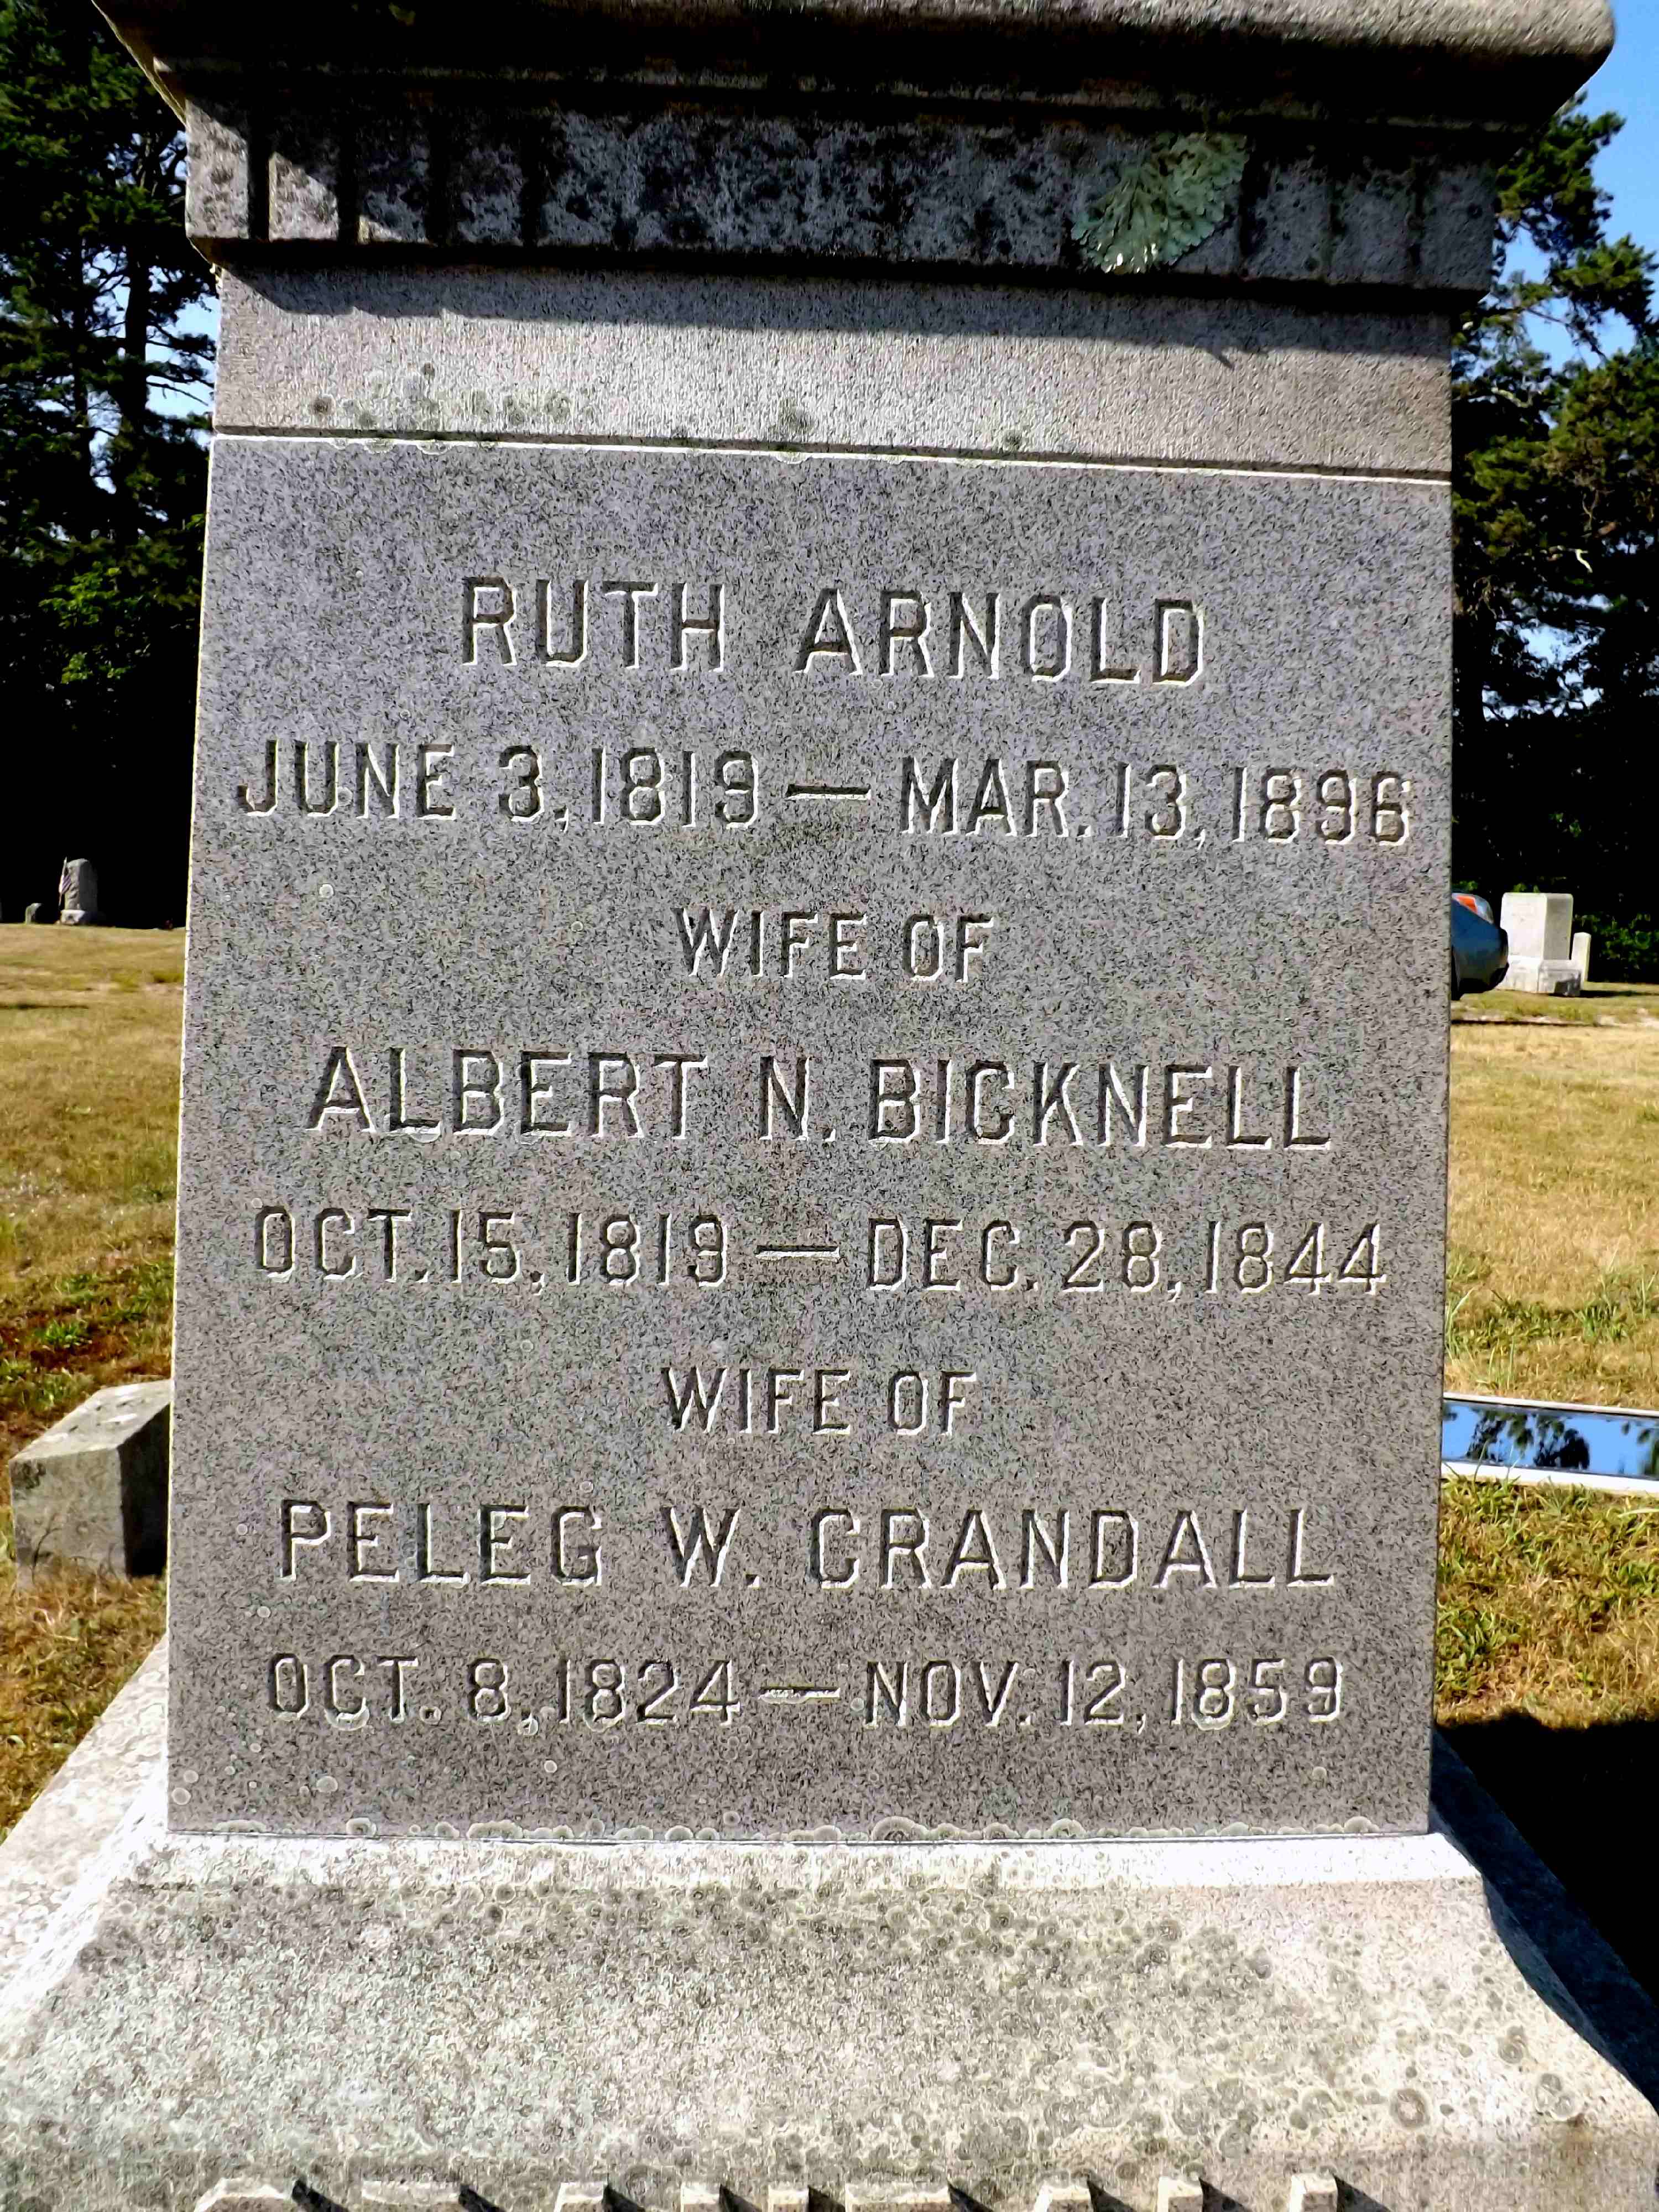 RUTH ARNOLD
JUNE 3, 1819 — MAR. 13, 1896
WIFE OF
ALBERT N. BICKNELL
OCT. 15, 1819 — DEC. 28, 1844
WIFE OF
PELEG W. CRANDALL
OCT. 8, 1824 — NOV. 12, 1859